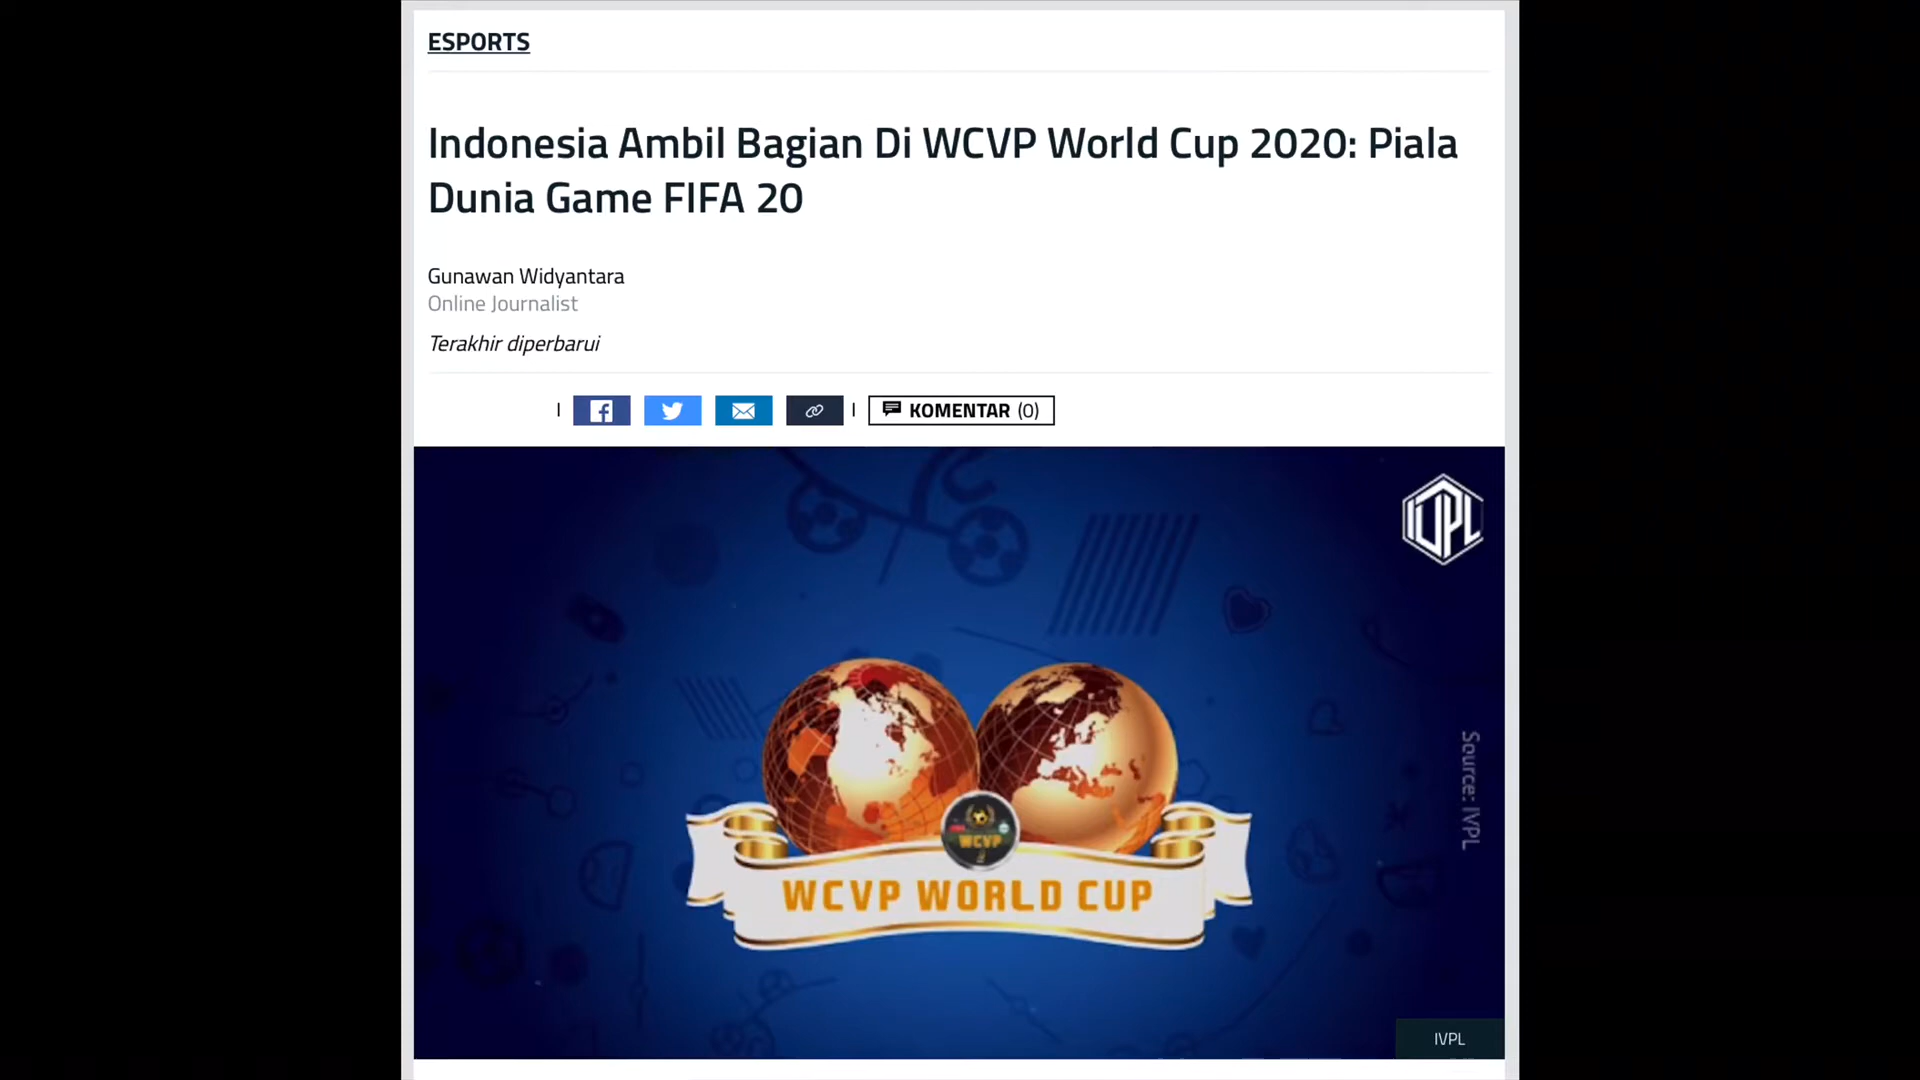 ESPORTS
Indonesia Ambil Bagian Di WCVP World Cup 2020: Piala
Dunia Game FIFA 20
Gunawan Widyantara
Online Journalist
Terakhir diperbarui
KOMENTAR (0)
IVPL
Source: IVPL
WCVP
WCVP WORLD CUP
IVPL